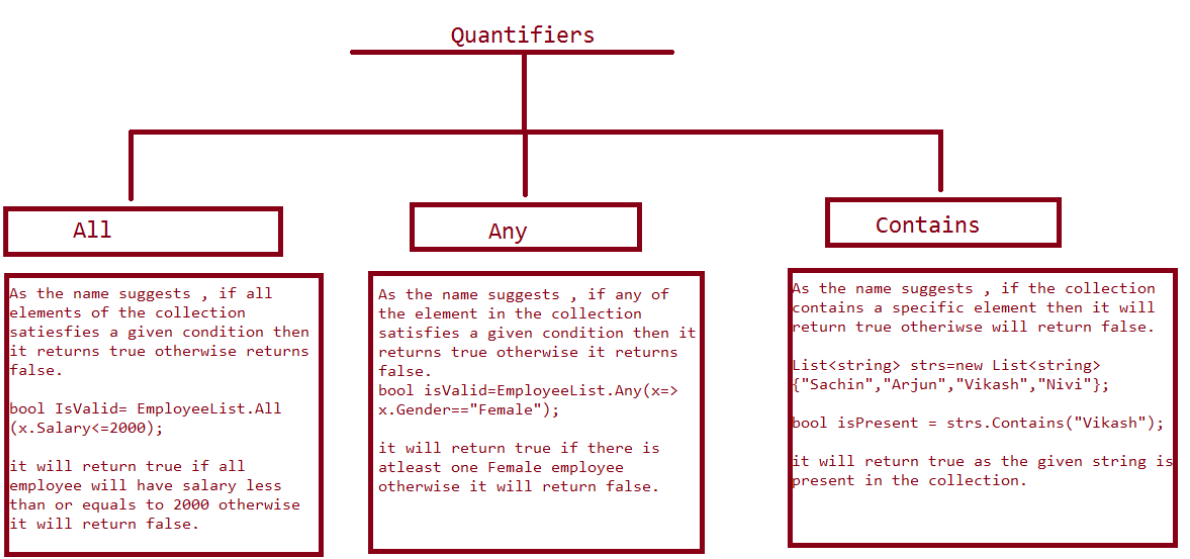 Quantifiers
All
Any
Contains
As the name suggests , if all
elements of the collection
satiesfies a given condition then
it returns true otherwise returns
false.
bool IsValid= EmployeeList.All
(x.Salary<=2000);
it will return true if all
employee will have salary less
than or equals to 2000 otherwise
it will return false.
As the name suggests , if any of
the element in the collection
satisfies a given condition then it
returns true otherwise it returns
false.
bool isValid=EmployeeList.Any(x=>
x.Gender=="Female");
it will return true if there is
atleast one Female employee
otherwise it will return false.
As the name suggests , if the collection
contains a specific element then it will
return true otheriwse will return false.
List<string> strs=new List<string>
{"Sachin","Arjun","Vikash","Nivi"};
bool isPresent = strs.Contains("Vikash");
it will return true as the given string is
present in the collection.